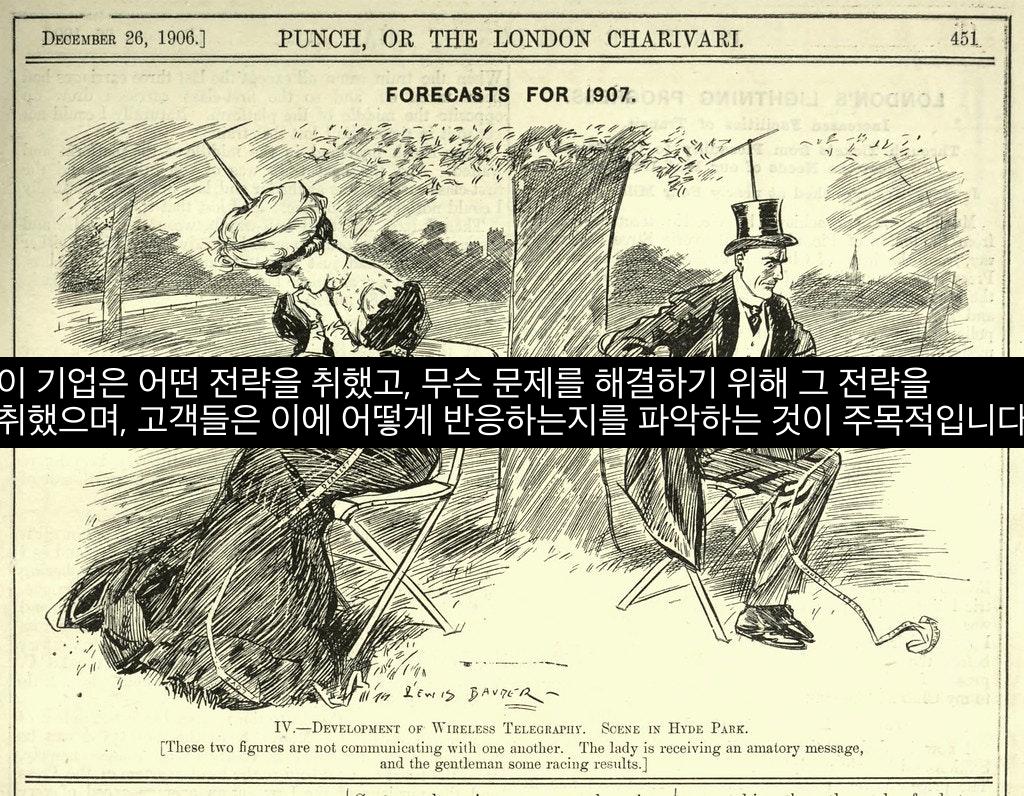 DECEMBER 26, 1906.] PUNCH, OR THE LONDON CHARIVARI. 451
FORECASTS FOR 1907.
이 기업은 어떤 전략을 취했고, 무슨 문제를 해결하기 위해 그 전략을
취했으며, 고객들은 이에 어떻게 반응하는지를 파악하는 것이 주목적입니다
LEWIS BAUMER
IV.—DEVELOPMENT OF WIRELESS TELEGRAPHY. SCENE IN HYDE PARK.
[These two figures are not communicating with one another. The lady is receiving an amatory message,
and the gentleman some racing results.]